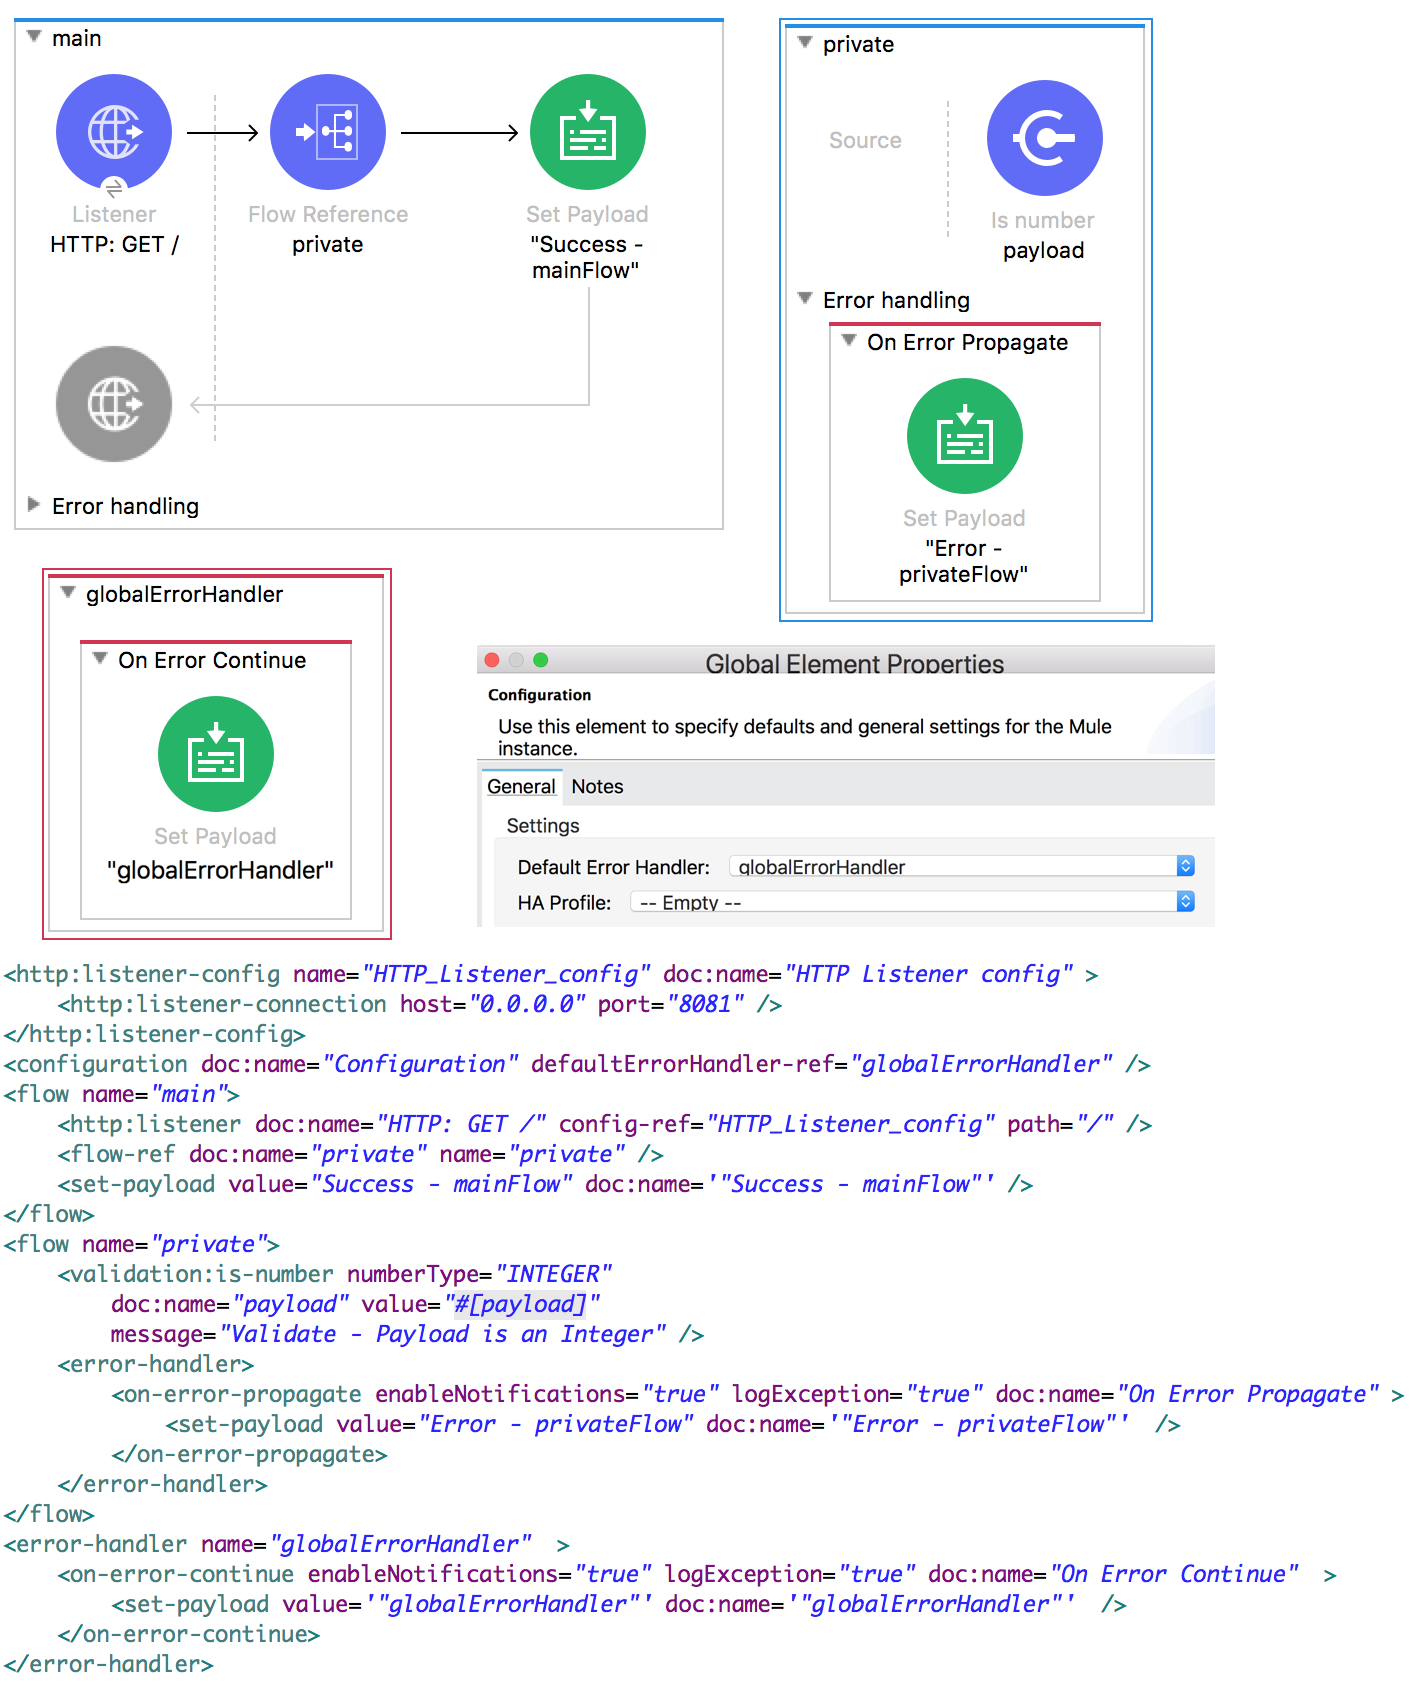 main
Listener
HTTP: GET /
Flow Reference
private
Set Payload
"Success -
mainFlow"
Error handling
private
Source
Is number
payload
Error handling
On Error Propagate
Set Payload
"Error -
privateFlow"
globalErrorHandler
On Error Continue
Set Payload
"globalErrorHandler"
Global Element Properties
Configuration
Use this element to specify defaults and general settings for the Mule
instance.
General Notes
Settings
Default Error Handler: globalErrorHandler
HA Profile: -- Empty --
<http:listener-config name="HTTP_Listener_config" doc:name="HTTP Listener config" >
<http:listener-connection host="0.0.0.0" port="8081" />
</http:listener-config>
<configuration doc:name="Configuration" defaultErrorHandler-ref="globalErrorHandler" />
<flow name="main">
<http:listener doc:name="HTTP: GET /" config-ref="HTTP_Listener_config" path="/" />
<flow-ref doc:name="private" name="private" />
<set-payload value="Success - mainFlow" doc:name='"Success - mainFlow"' />
</flow>
<flow name="private">
<validation:is-number numberType="INTEGER"
doc:name="payload" value="#[payload]"
message="Validate - Payload is an Integer" />
<error-handler>
<on-error-propagate enableNotifications="true" logException="true" doc:name="On Error Propagate" >
<set-payload value="Error - privateFlow" doc:name='"Error - privateFlow"' />
</on-error-propagate>
</error-handler>
</flow>
<error-handler name="globalErrorHandler" >
<on-error-continue enableNotifications="true" logException="true" doc:name="On Error Continue" >
<set-payload value='"globalErrorHandler"' doc:name='"globalErrorHandler"' />
</on-error-continue>
</error-handler>